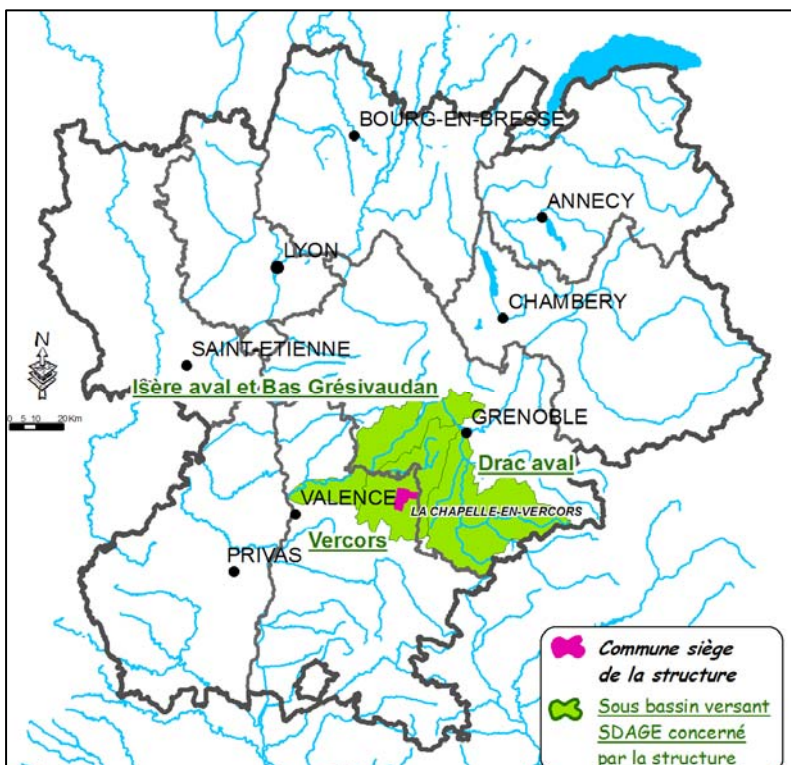 BOURG-EN-BRESSE
ANNECY
LYON
CHAMBERY
SAINT-ETIENNE
N
Isère aval et Bas Grésivaudan
0 5 10 20 Km
GRENOBLE
Drac aval
VALENCE
LA CHAPELLE-EN-VERCORS
Vercors
PRIVAS
Commune siège
de la structure
Sous bassin versant
SDAGE concerné
par la structure